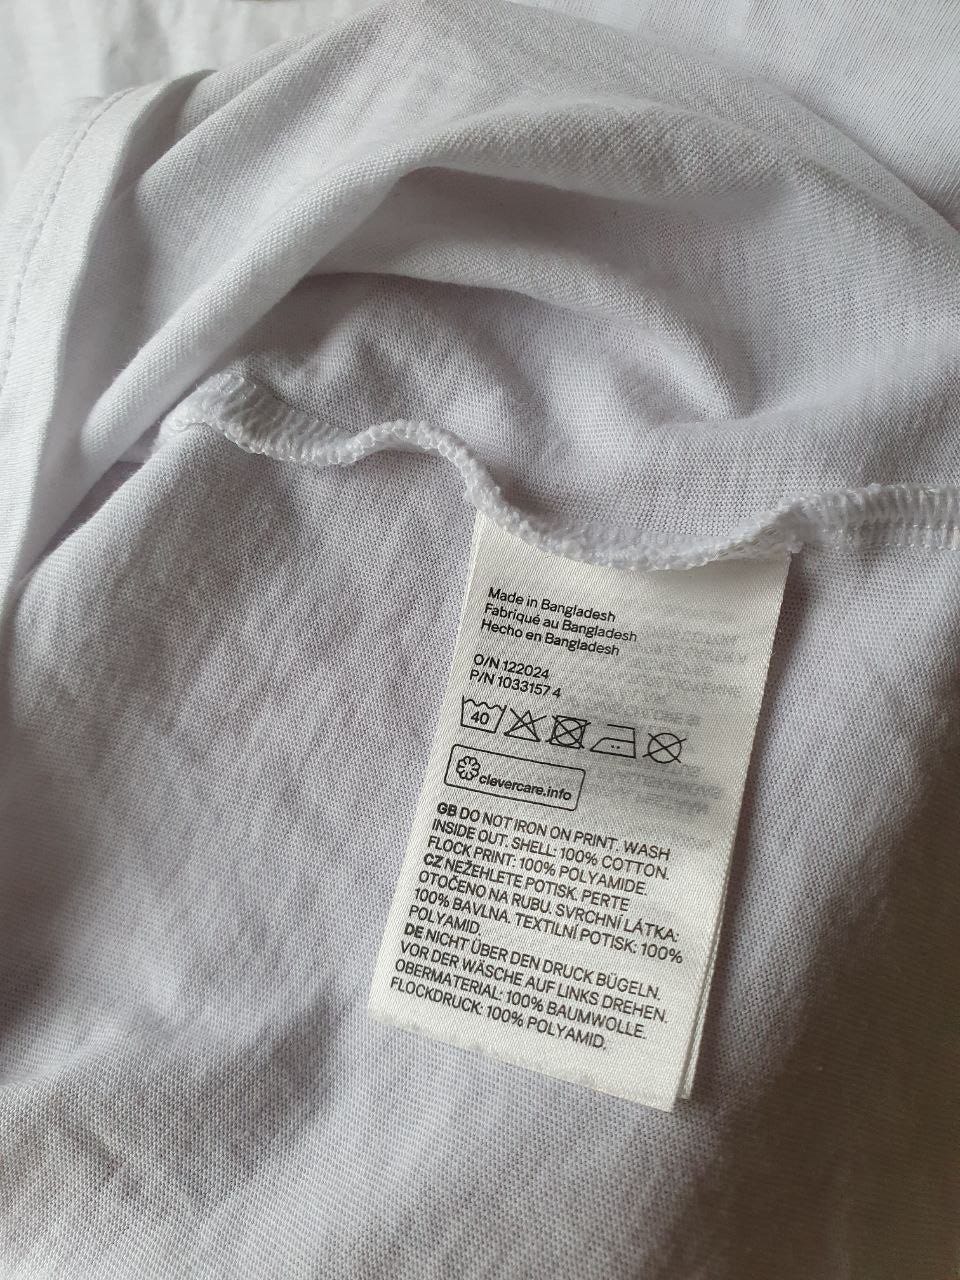 Made in Bangladesh
Fabriqué au Bangladesh
Hecho en Bangladesh
O/N 122024
P/N 1033157 4
40
clevercare.info
GB DO NOT IRON ON PRINT. WASH
INSIDE OUT. SHELL: 100% COTTON.
FLOCK PRINT: 100% POLYAMIDE.
CZ NEŽEHLETE POTISK. PERTE
OTOČENO NA RUBU. SVRCHNÍ LÁTKA:
100% BAVLNA. TEXTILNÍ POTISK: 100%
POLYAMID.
DE NICHT ÜBER DEN DRUCK BÜGELN.
VOR DER WÄSCHE AUF LINKS DREHEN.
OBERMATERIAL: 100% BAUMWOLLE.
FLOCKDRUCK: 100% POLYAMID.